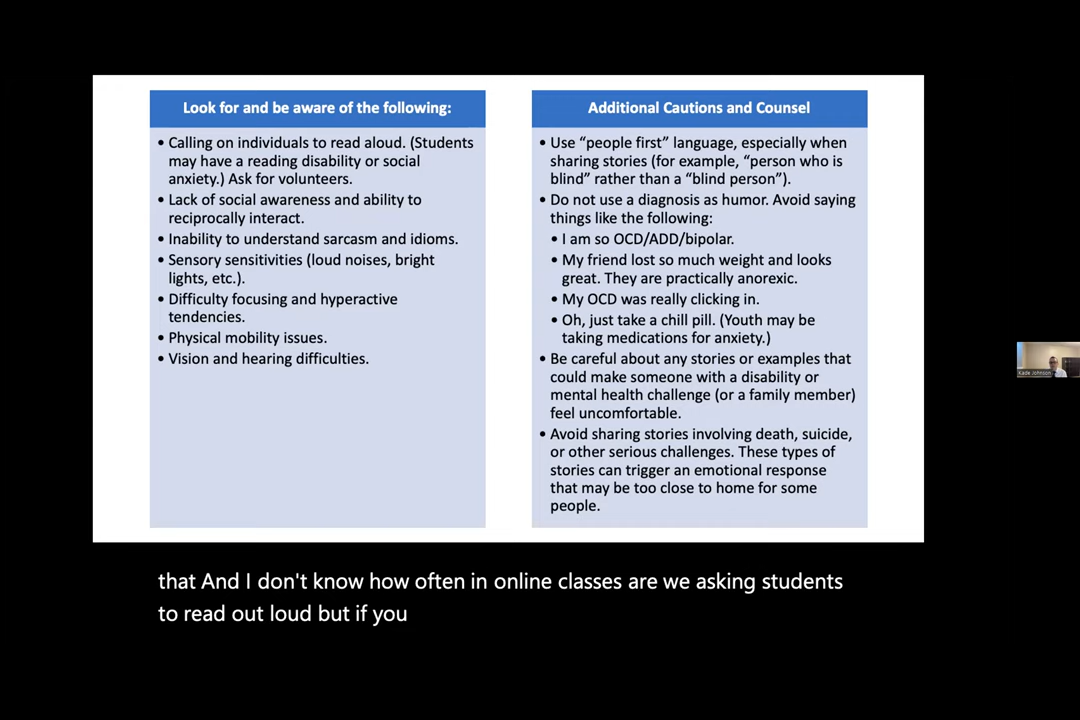 Look for and be aware of the following:
• Calling on individuals to read aloud. (Students
may have a reading disability or social
anxiety.) Ask for volunteers.
• Lack of social awareness and ability to
reciprocally interact.
• Inability to understand sarcasm and idioms.
• Sensory sensitivities (loud noises, bright
lights, etc.).
• Difficulty focusing and hyperactive
tendencies.
• Physical mobility issues.
• Vision and hearing difficulties.
Additional Cautions and Counsel
• Use “people first” language, especially when
sharing stories (for example, “person who is
blind” rather than a “blind person”).
• Do not use a diagnosis as humor. Avoid saying
things like the following:
• I am so OCD/ADD/bipolar.
• My friend lost so much weight and looks
great. They are practically anorexic.
• My OCD was really clicking in.
• Oh, just take a chill pill. (Youth may be
taking medications for anxiety.)
• Be careful about any stories or examples that
could make someone with a disability or
mental health challenge (or a family member)
feel uncomfortable.
• Avoid sharing stories involving death, suicide,
or other serious challenges. These types of
stories can trigger an emotional response
that may be too close to home for some
people.
Kade Johnson
that And I don't know how often in online classes are we asking students
to read out loud but if you